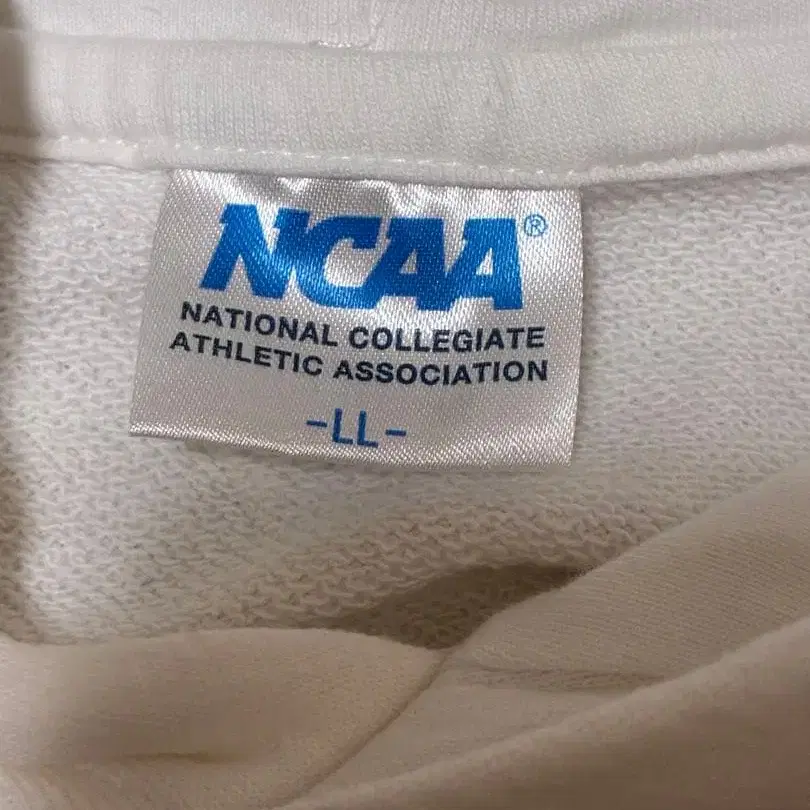 NCAA®
NATIONAL COLLEGIATE
ATHLETIC ASSOCIATION
-LL-